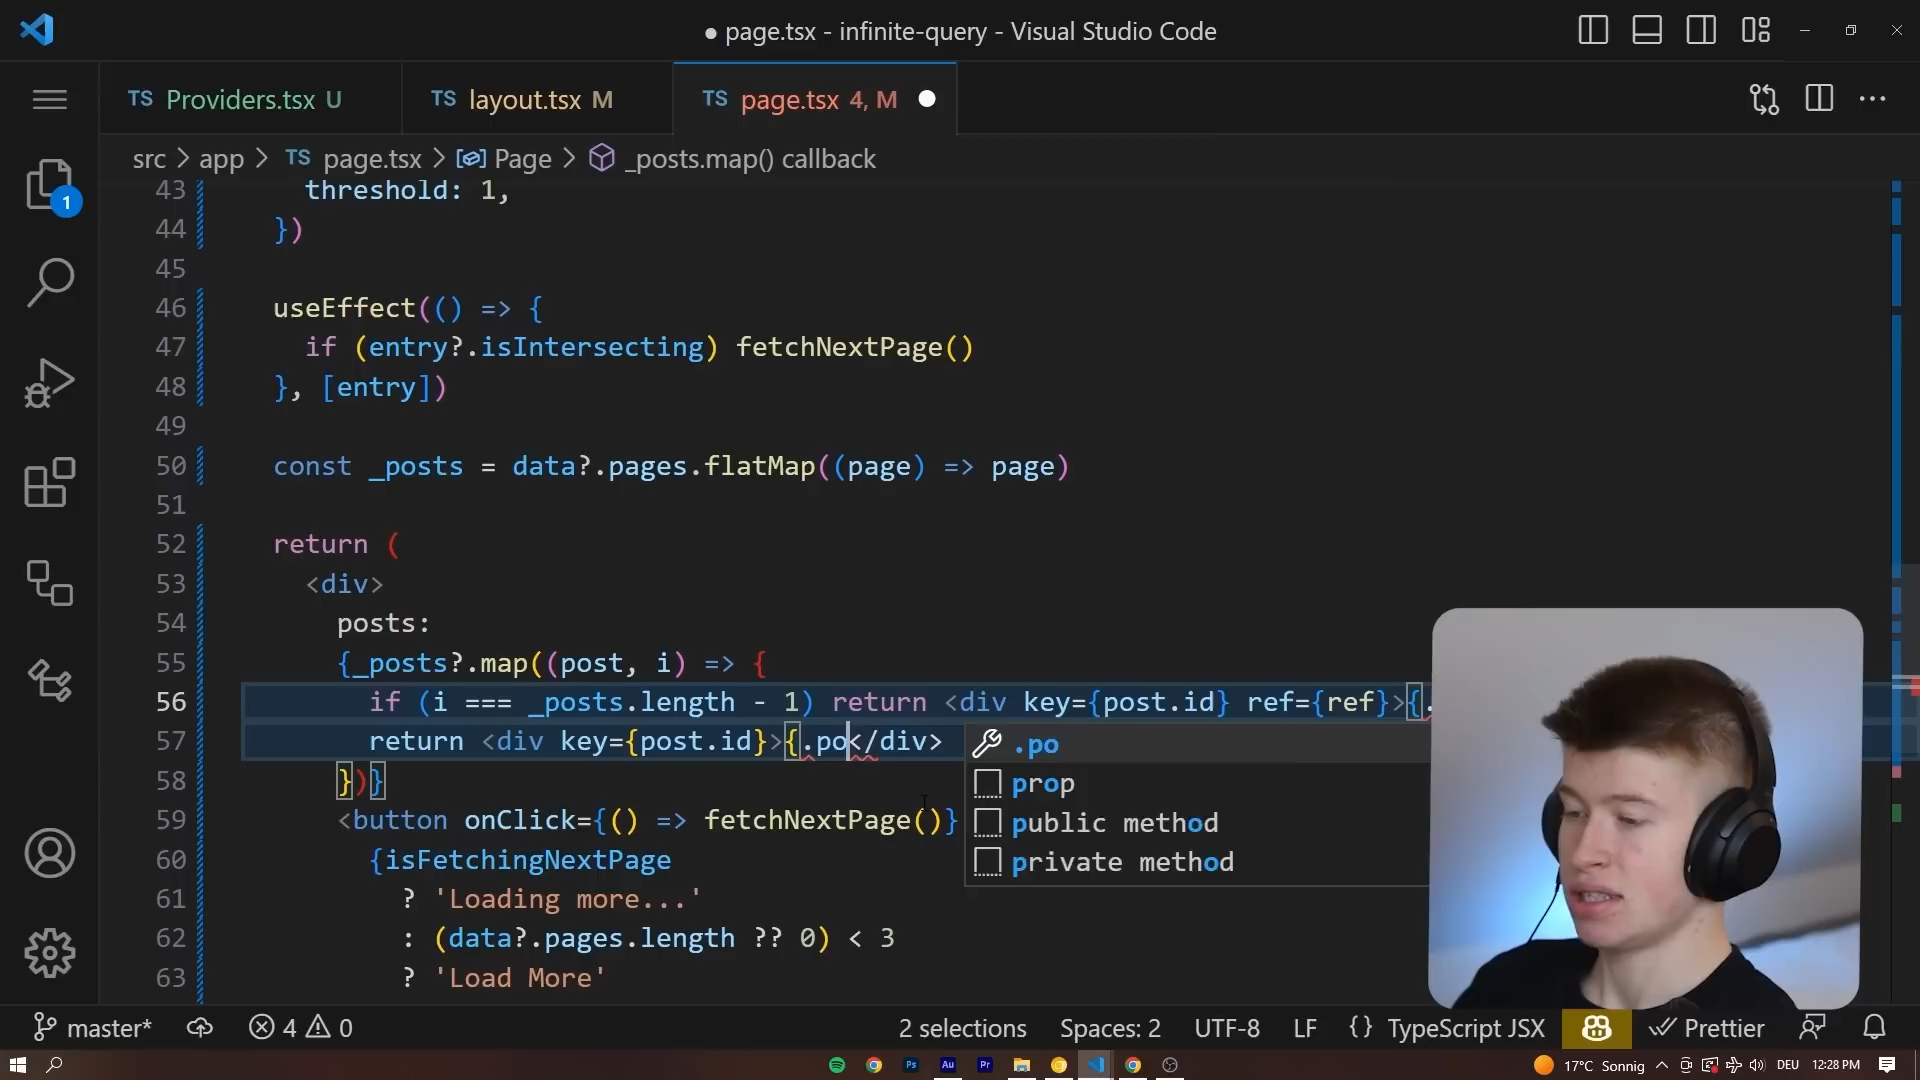 page.tsx - infinite-query - Visual Studio Code
TS Providers.tsx U
TS layout.tsx M
TS page.tsx 4, M
src > app > TS page.tsx > Page > _posts.map() callback
1
43 threshold: 1,
44 })
45
46 useEffect(() => {
47 if (entry?.isIntersecting) fetchNextPage()
48 }, [entry])
49
50 const _posts = data?.pages.flatMap((page) => page)
51
52 return (
53 <div>
54 posts:
55 {_posts?.map((post, i) => {
56 if (i === _posts.length - 1) return <div key={post.id} ref={ref}>{.
57 return <div key={post.id}>{.po</div>
.po
prop
public method
private method
58 })}
59 <button onClick={() => fetchNextPage()}
60 {isFetchingNextPage
61 ? 'Loading more...'
62 : (data?.pages.length ?? 0) < 3
63 ? 'Load More'
master* 4 0 2 selections Spaces: 2 UTF-8 LF {} TypeScript JSX Prettier
Ps Au Pr 17°C Sonnig DEU 12:28 PM